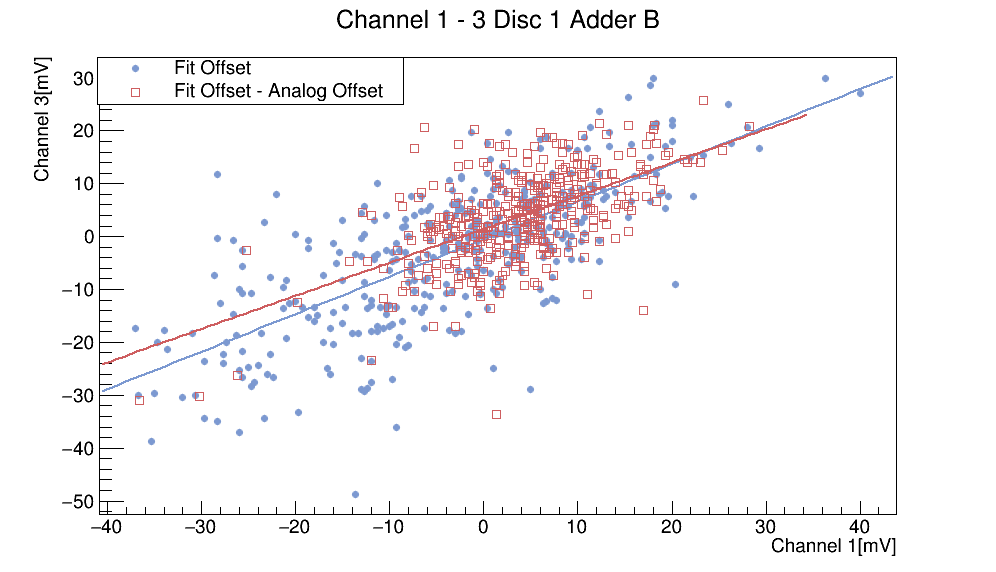 Channel 1 - 3 Disc 1 Adder B
Channel 3[mV]
Fit Offset
Fit Offset - Analog Offset
30
20
10
0
−10
−20
−30
−40
−50
−40 −30 −20 −10 0 10 20 30 40
Channel 1[mV]